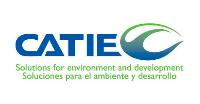 CATIE
Solutions for environment and development
Soluciones para el ambiente y desarrollo